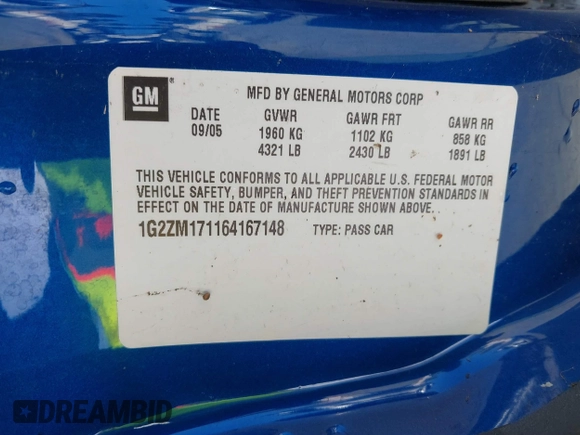 GM ®
MFD BY GENERAL MOTORS CORP
DATE GVWR GAWR FRT GAWR RR
09/05 1960 KG 1102 KG 858 KG
4321 LB 2430 LB 1891 LB
THIS VEHICLE CONFORMS TO ALL APPLICABLE U.S. FEDERAL MOTOR
VEHICLE SAFETY, BUMPER, AND THEFT PREVENTION STANDARDS IN
EFFECT ON THE DATE OF MANUFACTURE SHOWN ABOVE.
1G2ZM171164167148 TYPE: PASS CAR
DREAMBID